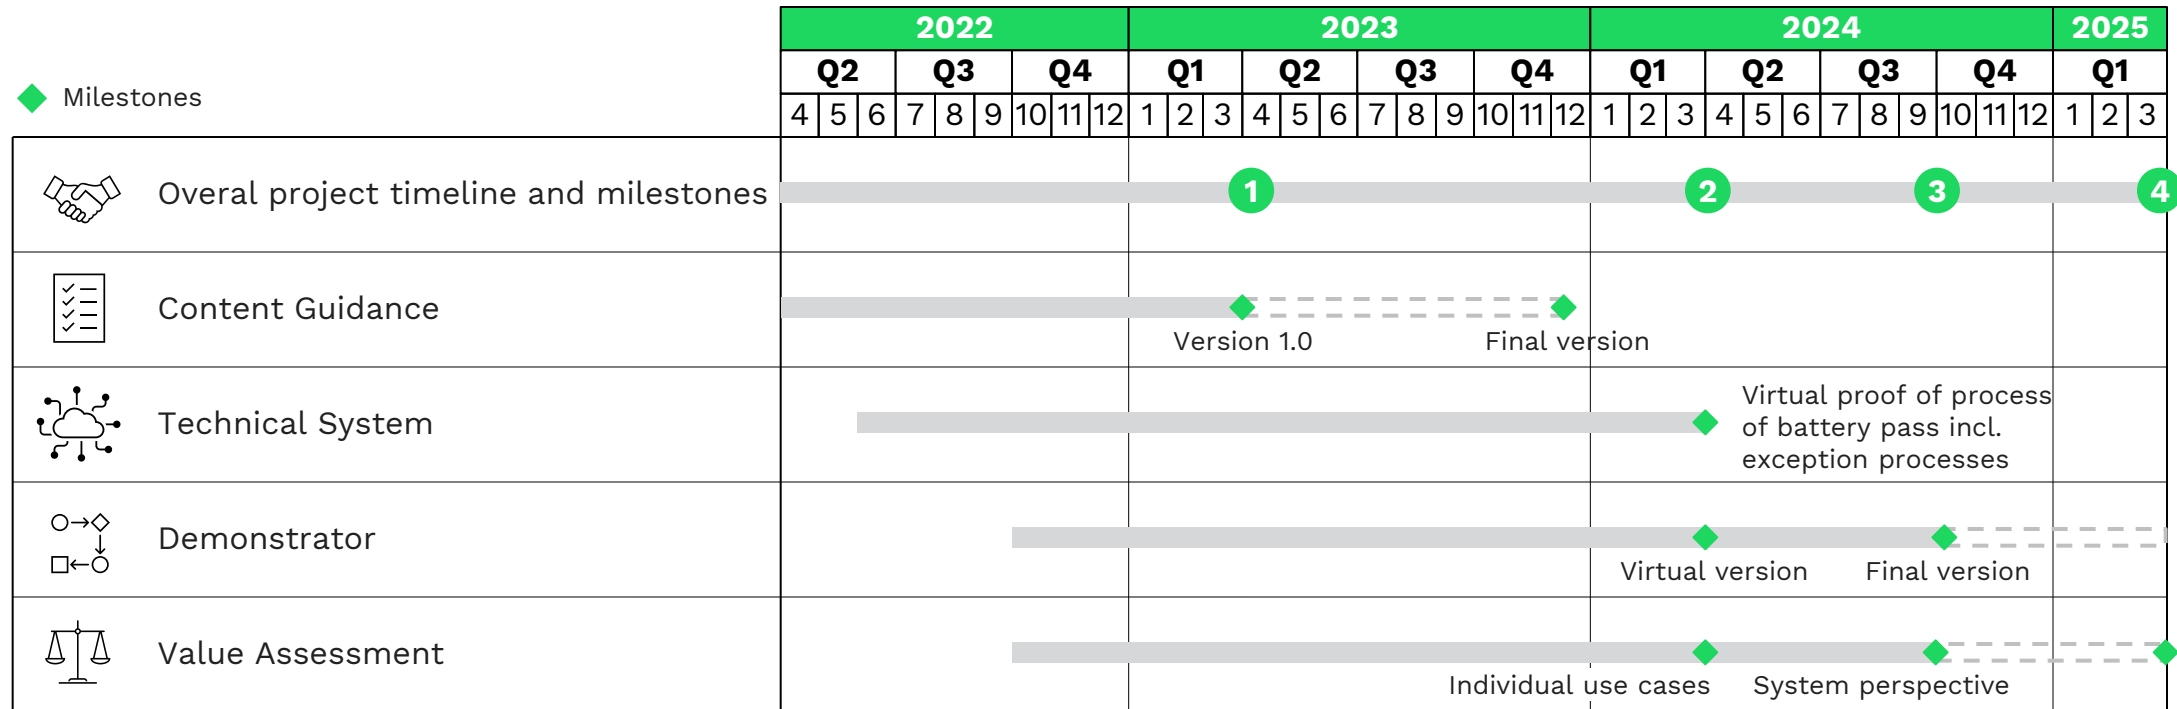 2022 2023 2024 2025
Q2 Q3 Q4 Q1 Q2 Q3 Q4 Q1 Q2 Q3 Q4 Q1
Milestones
4 5 6 7 8 9 10 11 12 1 2 3 4 5 6 7 8 9 10 11 12 1 2 3 4 5 6 7 8 9 10 11 12 1 2 3
Overal project timeline and milestones 1 2 3 4
Content Guidance
Version 1.0 Final version
Technical System
Virtual proof of process
of battery pass incl.
exception processes
Demonstrator
Virtual version Final version
Value Assessment
Individual use cases System perspective